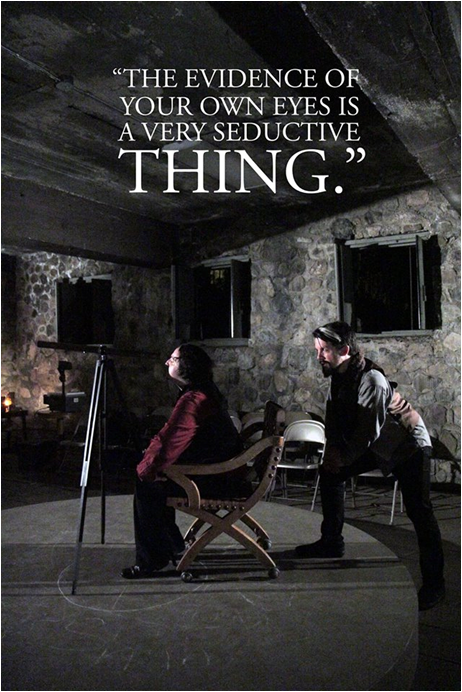 “THE EVIDENCE OF
YOUR OWN EYES IS
A VERY SEDUCTIVE
THING.”